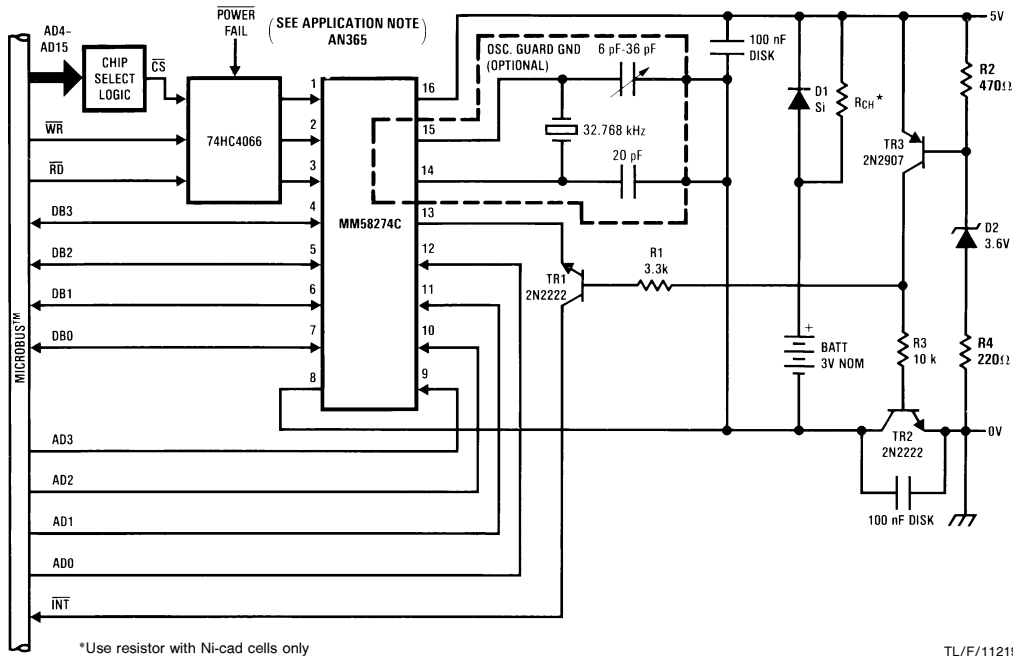 AD4-
AD15
CHIP
SELECT
LOGIC
CS
POWER
FAIL
(SEE APPLICATION NOTE
AN365)
74HC4066
WR
RD
DB3
DB2
DB1
DB0
MICROBUS™
AD3
AD2
AD1
AD0
INT
1
2
3
4
5
6
7
8
MM58274C
16
15
14
13
12
11
10
9
OSC. GUARD GND
(OPTIONAL)
6 pF-36 pF
32.768 kHz
20 pF
100 nF
DISK
D1
Si
RCH*
5V
R2
470Ω
TR3
2N2907
D2
3.6V
R1
3.3k
TR1
2N2222
+
BATT
3V NOM
R3
10 k
R4
220Ω
0V
TR2
2N2222
100 nF DISK
*Use resistor with Ni-cad cells only
TL/F/11219